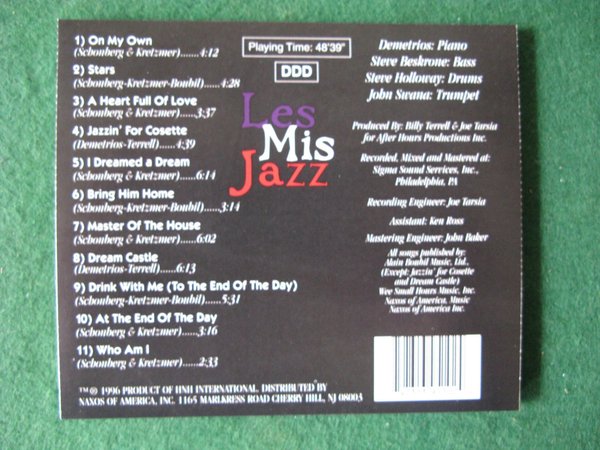 1) On My Own
(Schonberg & Kretzmer)......4:12
2) Stars
(Schonberg-Kretzmer-Boubil)......4:28
3) A Heart Full Of Love
(Schonberg & Kretzmer)....3:37
4) Jazzin' For Cosette
(Demetrios-Terrell)......4:39
5) I Dreamed a Dream
(Schonberg & Kretzmer)......6:14
6) Bring Him Home
(Schonberg-Kretzmer-Boubil)......3:14
7) Master Of The House
(Schonberg & Kretzmer)......6:02
8) Dream Castle
(Demetrios-Terrell)......6:13
9) Drink With Me (To The End Of The Day)
(Schonberg-Kretzmer-Boubil)......5:31
10) At The End Of The Day
(Schonberg & Kretzmer)......3:16
11) Who Am I
(Schonberg & Kretzmer)......2:33
Playing Time: 48'39"
DDD
Les
Mis
Jazz
Demetrios: Piano
Steve Beskrone: Bass
Steve Holloway: Drums
John Swana: Trumpet
Produced By: Billy Terrell & Joe Tarsia
for After Hours Productions Inc.
Recorded, Mixed and Mastered at:
Sigma Sound Services, Inc.,
Philadelphia, PA
Recording Engineer: Joe Tarsia
Assistant: Ken Ross
Mastering Engineer: John Baker
All songs published by:
Alain Boubil Music, Ltd.,
(Except: Jazzin' for Cosette
and Dream Castle)
Wee Small Hours Music, Inc.
Naxos of America, Music
Naxos of America Inc.
™ ℗ 1996 PRODUCT OF HNH INTERNATIONAL. DISTRIBUTED BY
NAXOS OF AMERICA, INC. 1165 MARLKRESS ROAD CHERRY HILL, NJ 08003